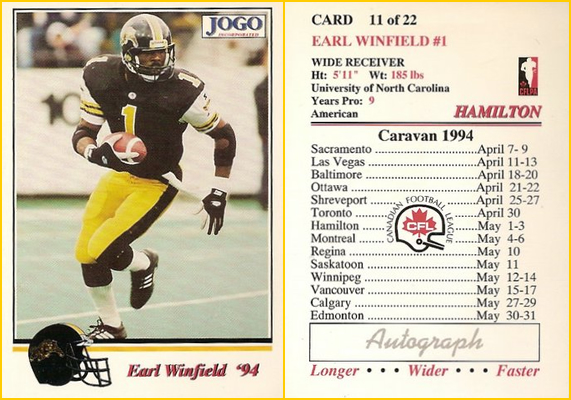 JOGO
INCORPORATED
1
1
Earl Winfield '94
CARD 11 of 22
EARL WINFIELD #1
WIDE RECEIVER
Ht: 5'11" Wt: 185 lbs
University of North Carolina
Years Pro: 9
American
CFLPA
HAMILTON
Caravan 1994
Sacramento April 7- 9
Las Vegas April 11-13
Baltimore April 18-20
Ottawa April 21-22
Shreveport April 25-27
Toronto April 30
Hamilton May 1-3
Montreal May 4-6
Regina May 10
Saskatoon May 11
Winnipeg May 12-14
Vancouver May 15-17
Calgary May 27-29
Edmonton May 30-31
CANADIAN FOOTBALL LEAGUE
CFL
Autograph
Longer • • • Wider • • • Faster